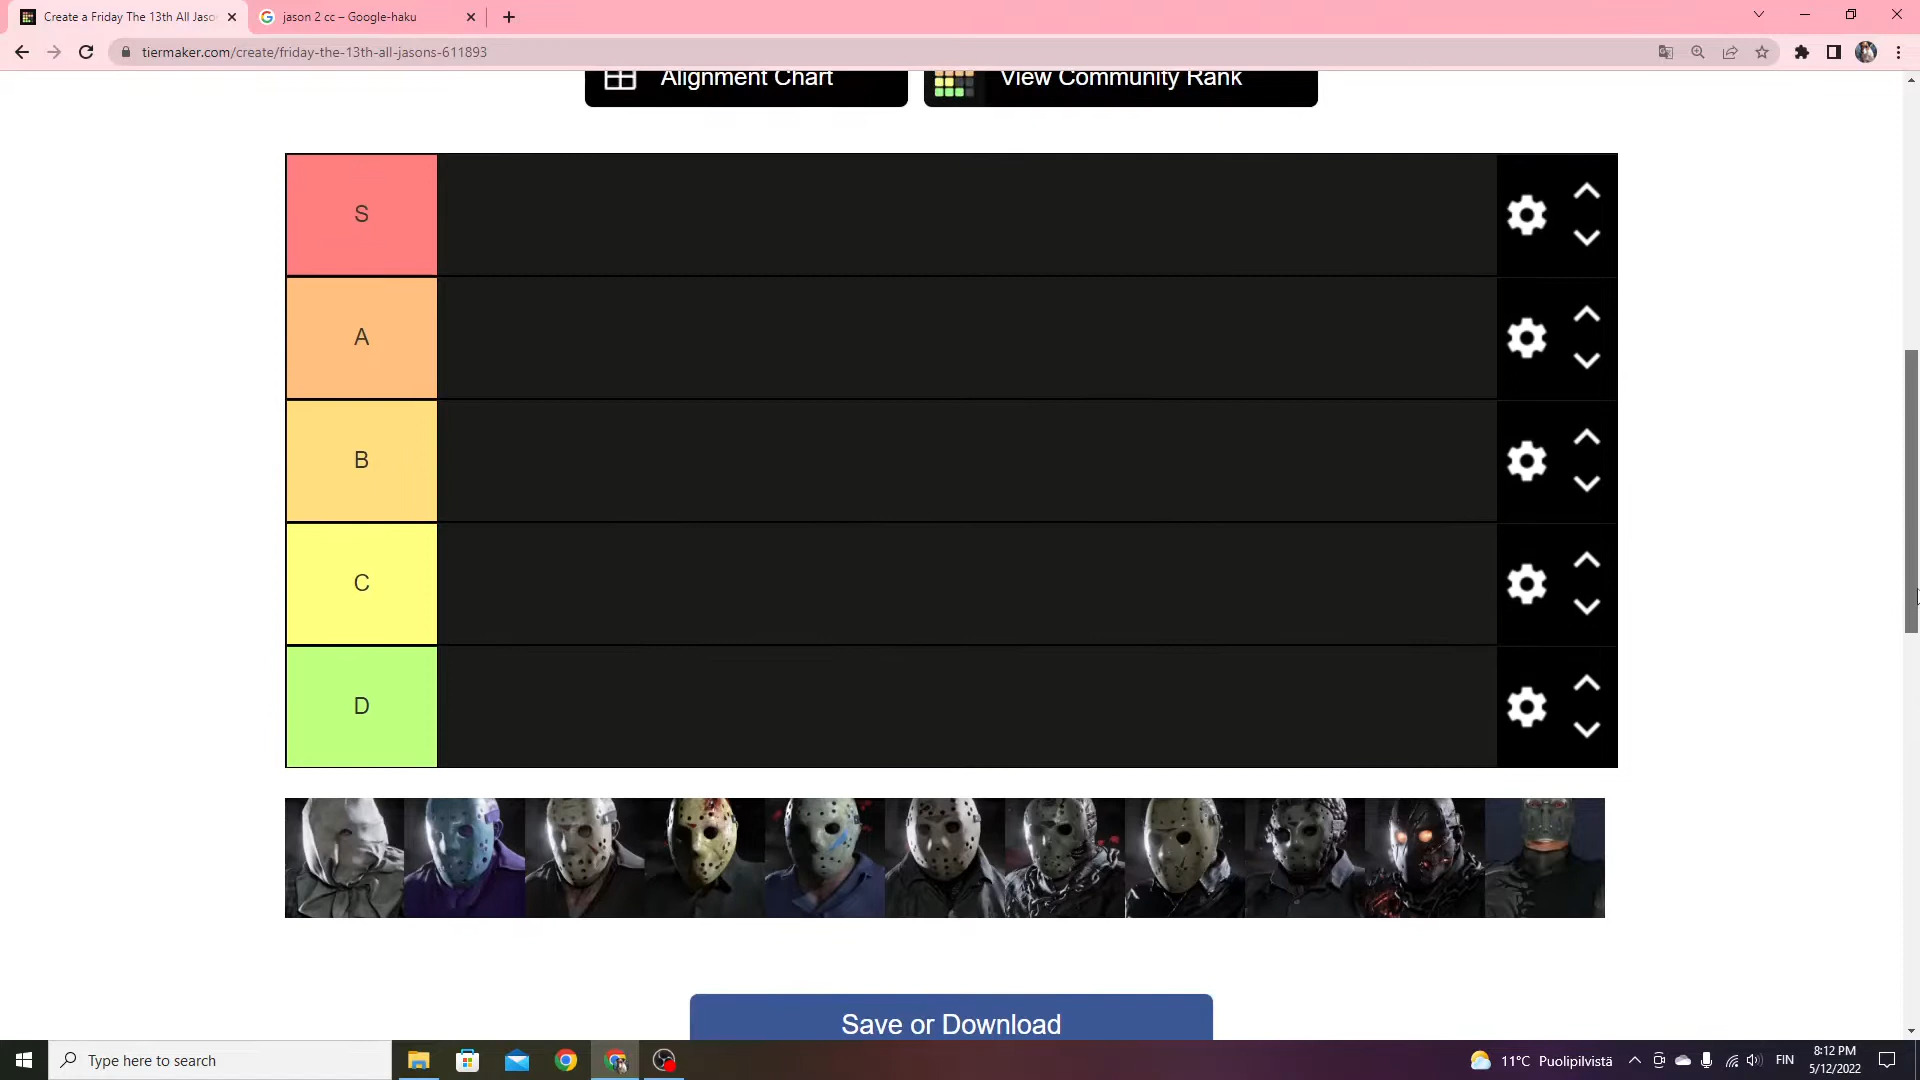 Create a Friday The 13th All Jaso
jason 2 cc – Google-haku
tiermaker.com/create/friday-the-13th-all-jasons-611893
Alignment Chart
View Community Rank
S
A
B
C
D
Save or Download
Type here to search
11°C Puolipilvistä
FIN
8:12 PM
5/12/2022